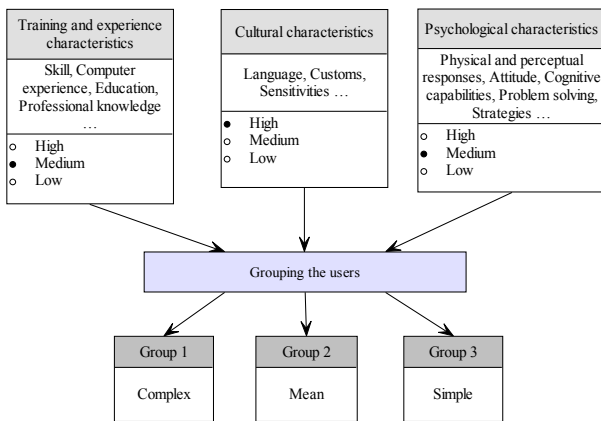 Training and experience
characteristics
Skill, Computer
experience, Education,
Professional knowledge
…
High
Medium
Low
Cultural characteristics
Language, Customs,
Sensitivities …
High
Medium
Low
Psychological characteristics
Physical and perceptual
responses, Attitude, Cognitive
capabilities, Problem solving,
Strategies …
High
Medium
Low
Grouping the users
Group 1
Complex
Group 2
Mean
Group 3
Simple